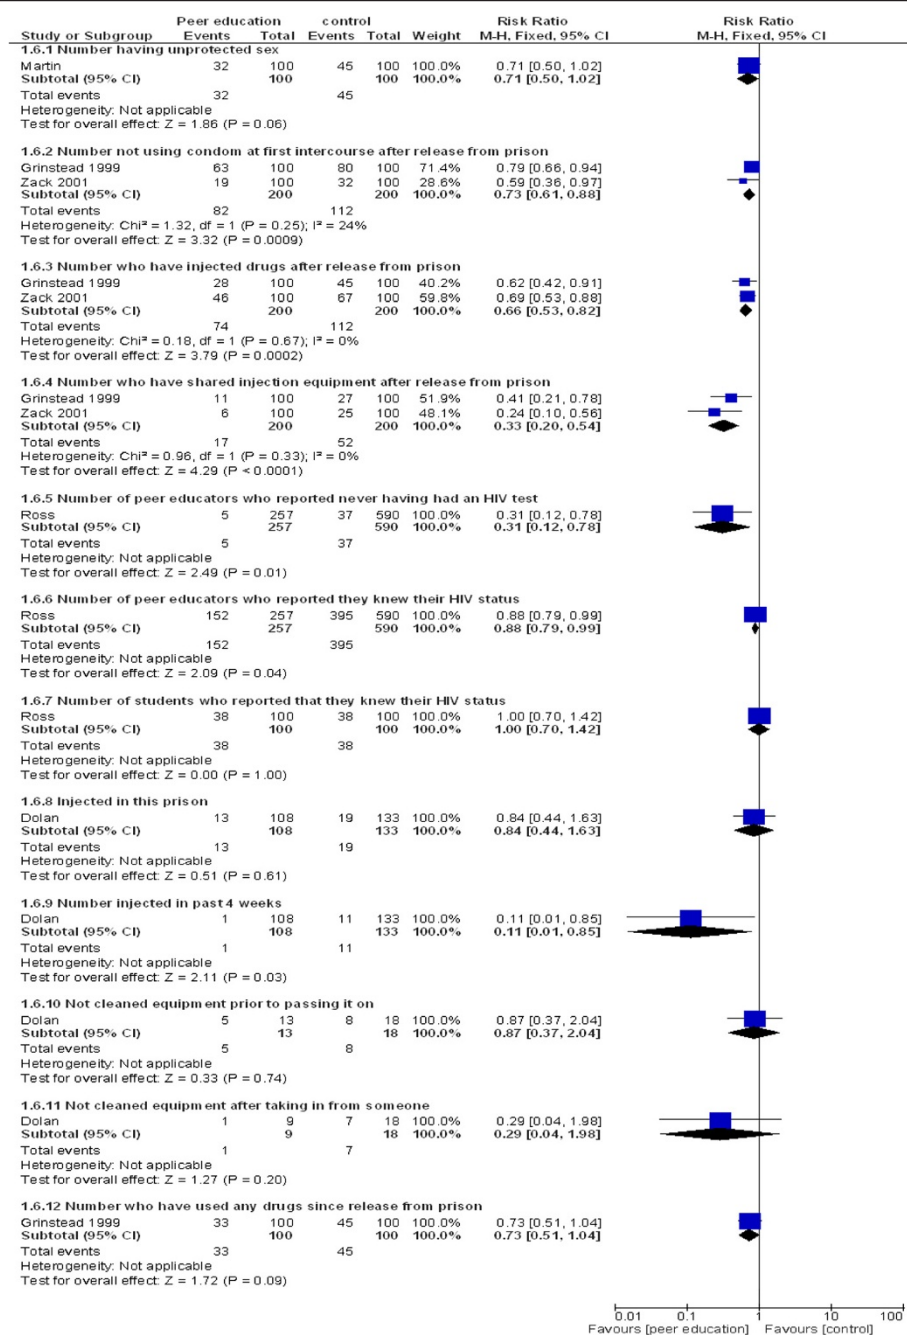 Peer education control Risk Ratio Risk Ratio
Study or Subgroup Events Total Events Total Weight M-H, Fixed, 95% CI M-H, Fixed, 95% CI
1.6.1 Number having unprotected sex
Martin 32 100 45 100 100.0% 0.71 [0.50, 1.02]
Subtotal (95% CI) 100 100 100.0% 0.71 [0.50, 1.02]
Total events 32 45
Heterogeneity: Not applicable
Test for overall effect: Z = 1.86 (P = 0.06)
1.6.2 Number not using condom at first intercourse after release from prison
Grinstead 1999 63 100 80 100 71.4% 0.79 [0.66, 0.94]
Zack 2001 19 100 32 100 28.6% 0.59 [0.36, 0.97]
Subtotal (95% CI) 200 200 100.0% 0.73 [0.61, 0.88]
Total events 82 112
Heterogeneity: Chi² = 1.32, df = 1 (P = 0.25); I² = 24%
Test for overall effect: Z = 3.32 (P = 0.0009)
1.6.3 Number who have injected drugs after release from prison
Grinstead 1999 28 100 45 100 40.2% 0.62 [0.42, 0.91]
Zack 2001 46 100 67 100 59.8% 0.69 [0.53, 0.88]
Subtotal (95% CI) 200 200 100.0% 0.66 [0.53, 0.82]
Total events 74 112
Heterogeneity: Chi² = 0.18, df = 1 (P = 0.67); I² = 0%
Test for overall effect: Z = 3.79 (P = 0.0002)
1.6.4 Number who have shared injection equipment after release from prison
Grinstead 1999 11 100 27 100 51.9% 0.41 [0.21, 0.78]
Zack 2001 6 100 25 100 48.1% 0.24 [0.10, 0.56]
Subtotal (95% CI) 200 200 100.0% 0.33 [0.20, 0.54]
Total events 17 52
Heterogeneity: Chi² = 0.96, df = 1 (P = 0.33); I² = 0%
Test for overall effect: Z = 4.29 (P < 0.0001)
1.6.5 Number of peer educators who reported never having had an HIV test
Ross 5 257 37 590 100.0% 0.31 [0.12, 0.78]
Subtotal (95% CI) 257 590 100.0% 0.31 [0.12, 0.78]
Total events 5 37
Heterogeneity: Not applicable
Test for overall effect: Z = 2.49 (P = 0.01)
1.6.6 Number of peer educators who reported they knew their HIV status
Ross 152 257 395 590 100.0% 0.88 [0.79, 0.99]
Subtotal (95% CI) 257 590 100.0% 0.88 [0.79, 0.99]
Total events 152 395
Heterogeneity: Not applicable
Test for overall effect: Z = 2.09 (P = 0.04)
1.6.7 Number of students who reported that they knew their HIV status
Ross 38 100 38 100 100.0% 1.00 [0.70, 1.42]
Subtotal (95% CI) 100 100 100.0% 1.00 [0.70, 1.42]
Total events 38 38
Heterogeneity: Not applicable
Test for overall effect: Z = 0.00 (P = 1.00)
1.6.8 Injected in this prison
Dolan 13 108 19 133 100.0% 0.84 [0.44, 1.63]
Subtotal (95% CI) 108 133 100.0% 0.84 [0.44, 1.63]
Total events 13 19
Heterogeneity: Not applicable
Test for overall effect: Z = 0.51 (P = 0.61)
1.6.9 Number injected in past 4 weeks
Dolan 1 108 11 133 100.0% 0.11 [0.01, 0.85]
Subtotal (95% CI) 108 133 100.0% 0.11 [0.01, 0.85]
Total events 1 11
Heterogeneity: Not applicable
Test for overall effect: Z = 2.11 (P = 0.03)
1.6.10 Not cleaned equipment prior to passing it on
Dolan 5 13 8 18 100.0% 0.87 [0.37, 2.04]
Subtotal (95% CI) 13 18 100.0% 0.87 [0.37, 2.04]
Total events 5 8
Heterogeneity: Not applicable
Test for overall effect: Z = 0.33 (P = 0.74)
1.6.11 Not cleaned equipment after taking in from someone
Dolan 1 9 7 18 100.0% 0.29 [0.04, 1.98]
Subtotal (95% CI) 9 18 100.0% 0.29 [0.04, 1.98]
Total events 1 7
Heterogeneity: Not applicable
Test for overall effect: Z = 1.27 (P = 0.20)
1.6.12 Number who have used any drugs since release from prison
Grinstead 1999 33 100 45 100 100.0% 0.73 [0.51, 1.04]
Subtotal (95% CI) 100 100 100.0% 0.73 [0.51, 1.04]
Total events 33 45
Heterogeneity: Not applicable
Test for overall effect: Z = 1.72 (P = 0.09)
0.01 0.1 1 10 100
Favours [peer education] Favours [control]